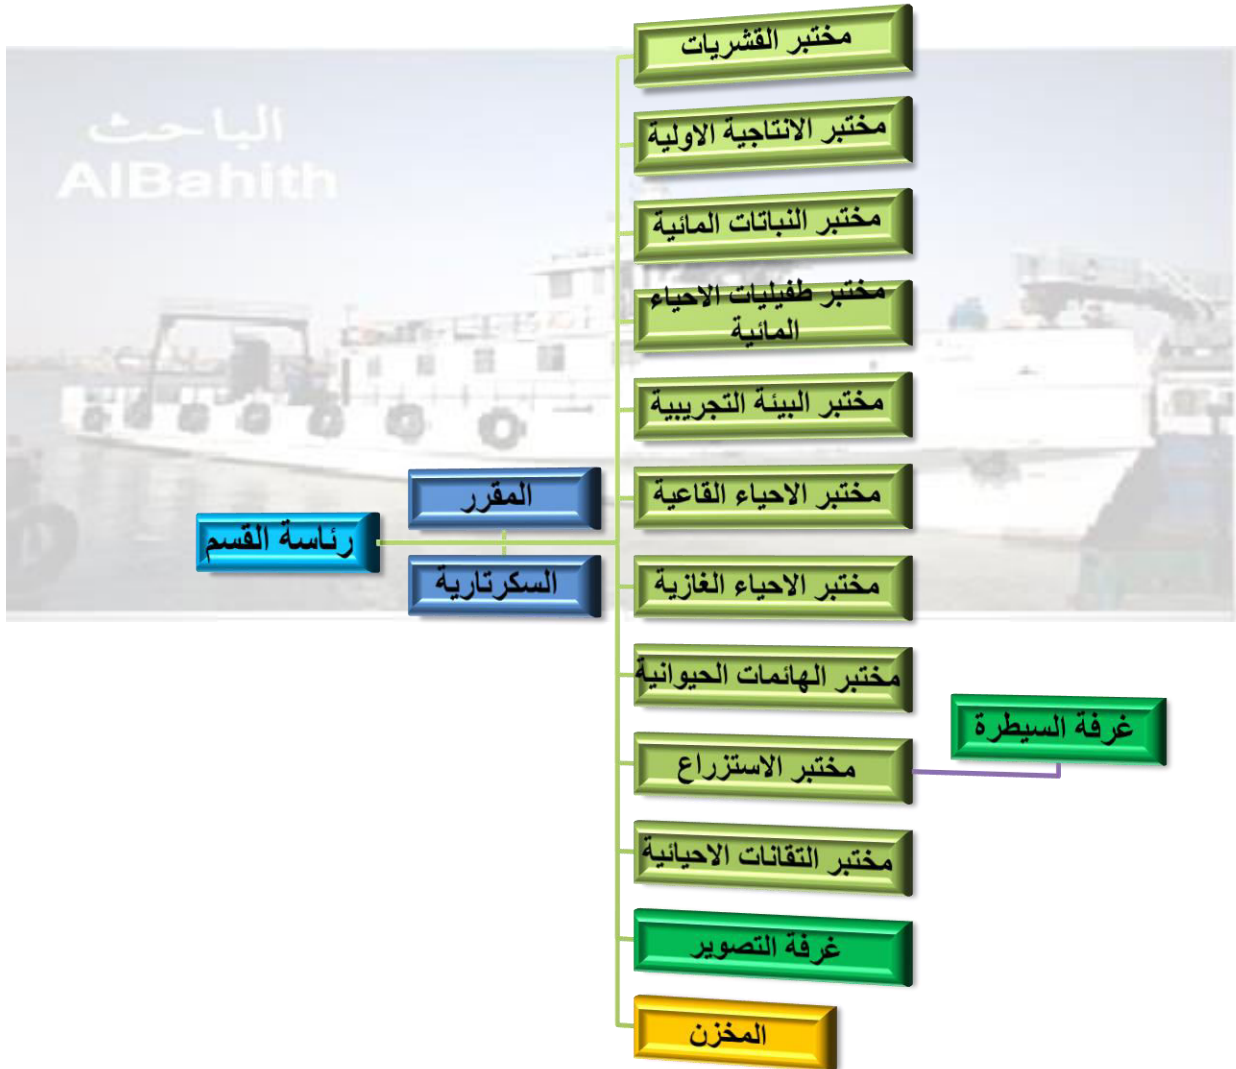 الباحث
AlBahith
رئاسة القسم
المقرر
السكرتارية
مختبر القشريات
مختبر الانتاجية الاولية
مختبر النباتات المائية
مختبر طفيليات الاحياء
المائية
مختبر البيئة التجريبية
مختبر الاحياء القاعية
مختبر الاحياء الغازية
مختبر الهائمات الحيوانية
مختبر الاستزراع
غرفة السيطرة
مختبر التقانات الاحيائية
غرفة التصوير
المخزن